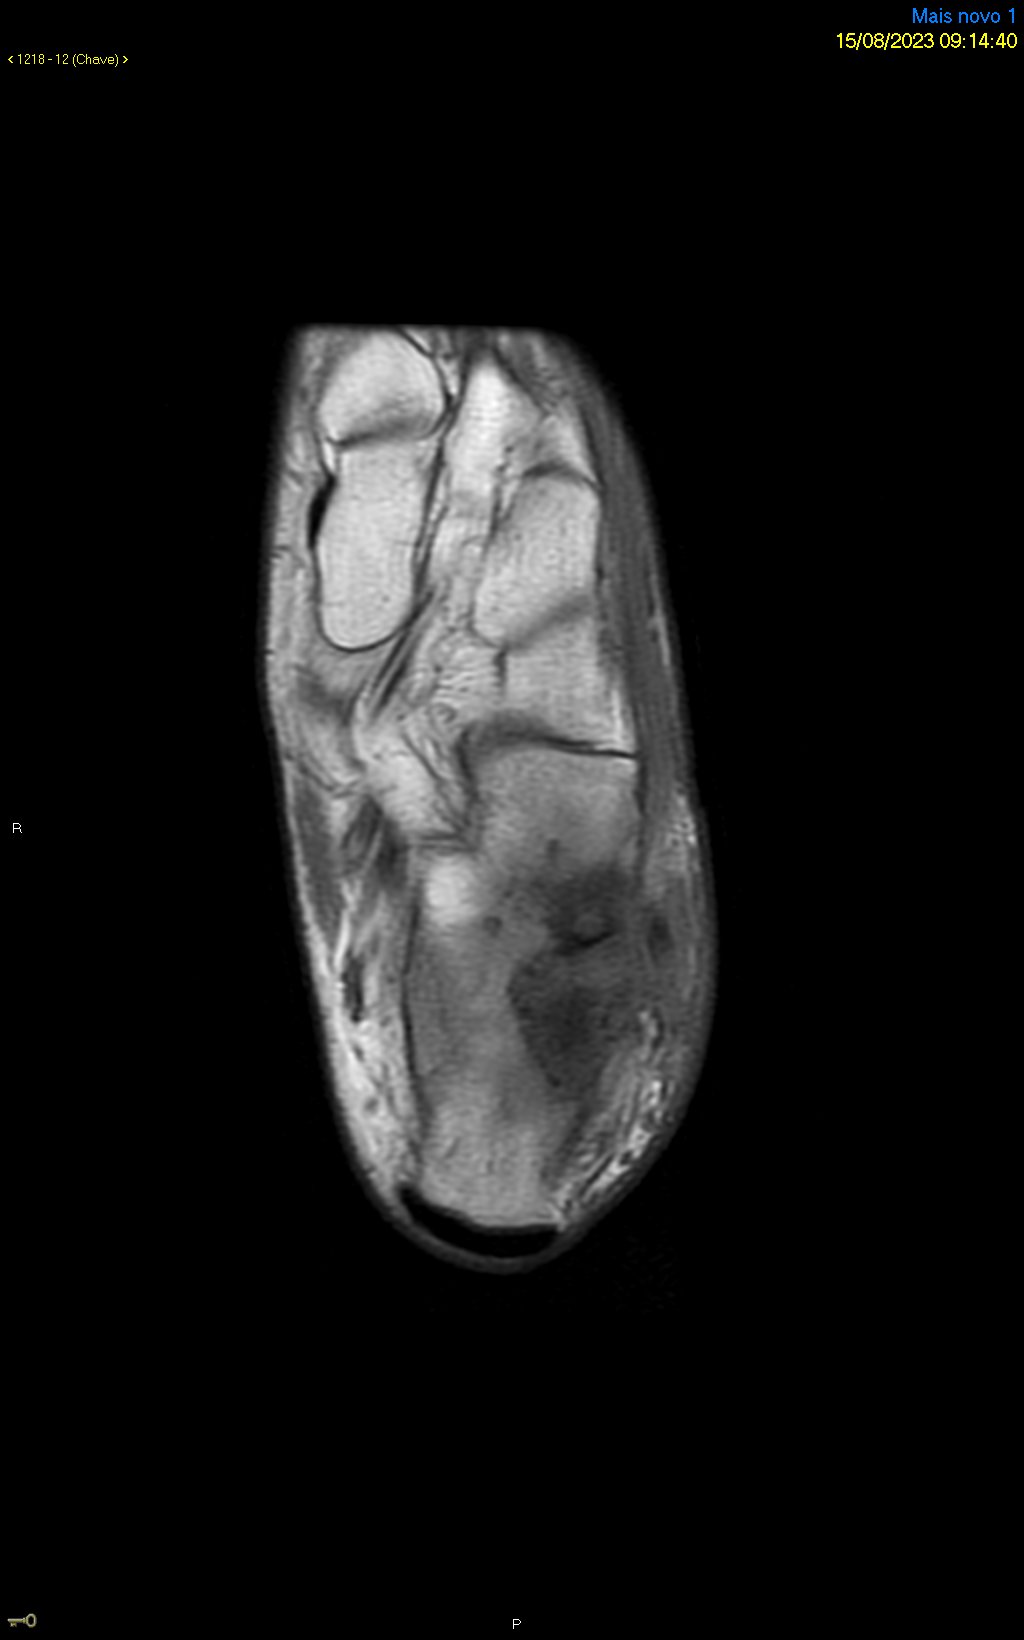 Mais novo 1
15/08/2023 09:14:40
< 1218 - 12 (Chave) >
R
P